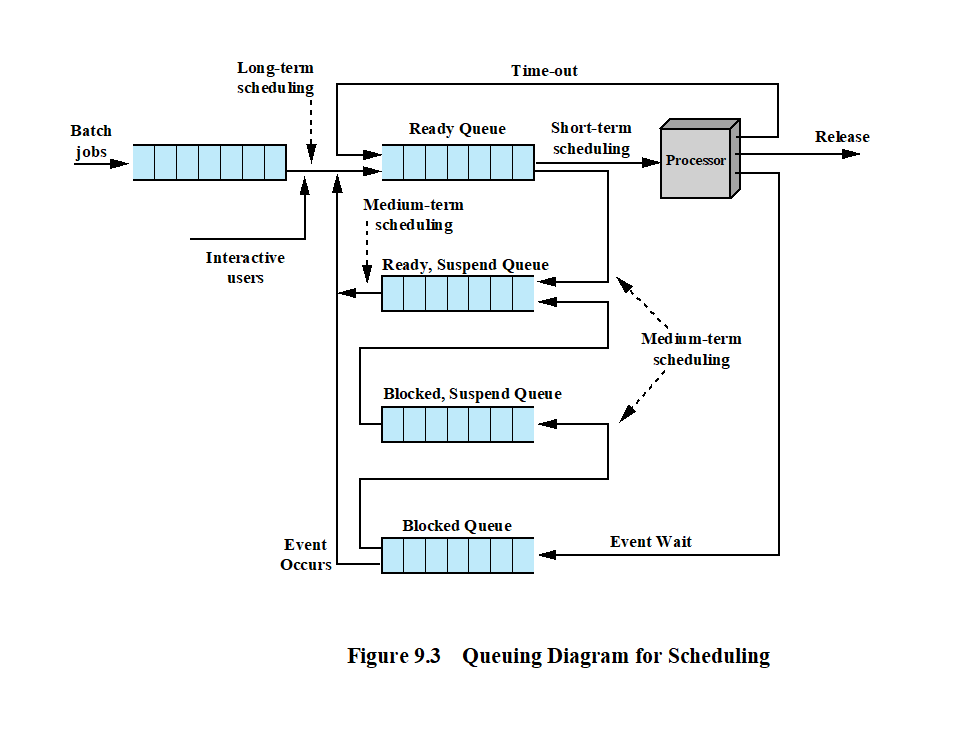 Long-term
scheduling
Time-out
Batch
jobs
Ready Queue
Short-term
scheduling
Processor
Release
Medium-term
scheduling
Interactive
users
Ready, Suspend Queue
Medium-term
scheduling
Blocked, Suspend Queue
Blocked Queue
Event
Occurs
Event Wait
Figure 9.3 Queuing Diagram for Scheduling